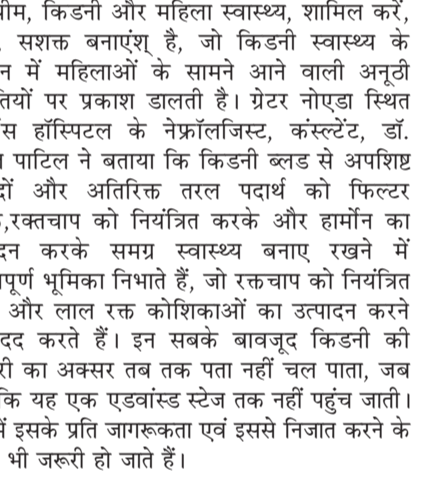 ीम, किडनी और महिला स्वास्थ्य, शामिल करें,
सशक्त बनाएंश् है, जो किडनी स्वास्थ्य के
न में महिलाओं के सामने आने वाली अनूठी
तियों पर प्रकाश डालती है। ग्रेटर नोएडा स्थित
स हॉस्पिटल के नेफ्रॉलजिस्ट, कंस्ल्टेंट, डॉ.
पाटिल ने बताया कि किडनी ब्लड से अपशिष्ट
र्दों और अतिरिक्त तरल पदार्थ को फिल्टर
,रक्तचाप को नियंत्रित करके और हार्मोन का
दन करके समग्र स्वास्थ्य बनाए रखने में
पूर्ण भूमिका निभाते हैं, जो रक्तचाप को नियंत्रित
और लाल रक्त कोशिकाओं का उत्पादन करने
दद करते हैं। इन सबके बावजूद किडनी की
री का अक्सर तब तक पता नहीं चल पाता, जब
कि यह एक एडवांस्ड स्टेज तक नहीं पहुंच जाती।
में इसके प्रति जागरूकता एवं इससे निजात करने के
भी जरूरी हो जाते हैं।